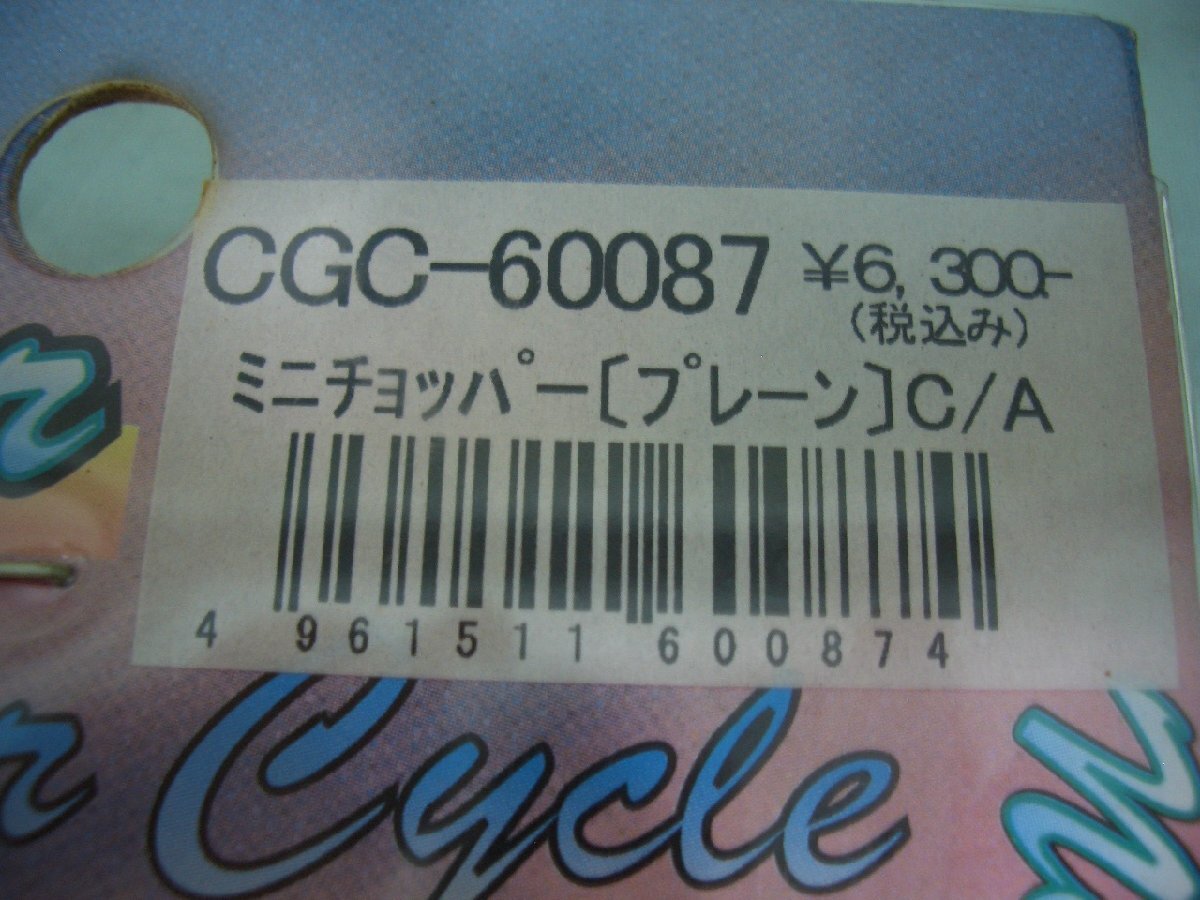 CGC-60087 ¥6,300.-
(税込み)
ミニチョッパー〔プレーン〕C/A
4 961511 600874
Cycle